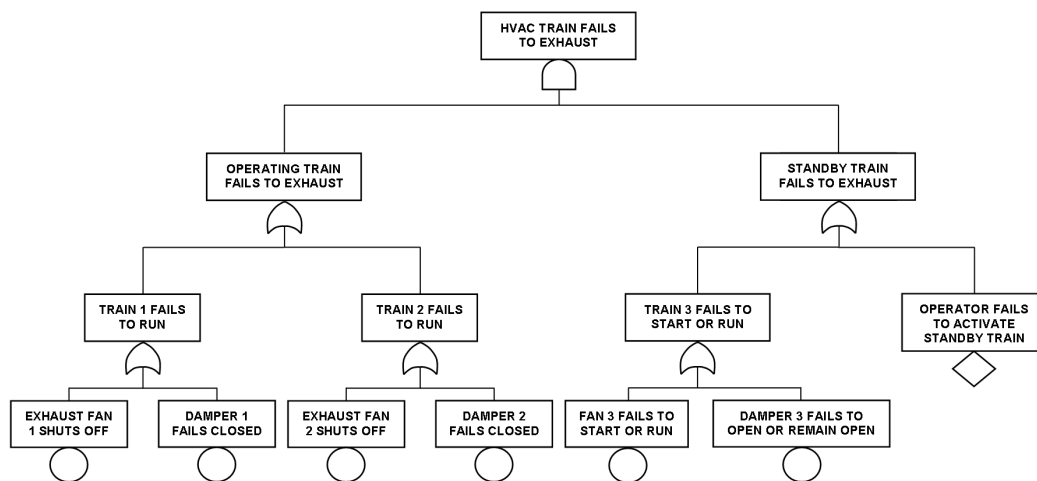 HVAC TRAIN FAILS
TO EXHAUST
OPERATING TRAIN
FAILS TO EXHAUST
STANDBY TRAIN
FAILS TO EXHAUST
TRAIN 1 FAILS
TO RUN
TRAIN 2 FAILS
TO RUN
TRAIN 3 FAILS TO
START OR RUN
OPERATOR FAILS
TO ACTIVATE
STANDBY TRAIN
EXHAUST FAN
1 SHUTS OFF
DAMPER 1
FAILS CLOSED
EXHAUST FAN
2 SHUTS OFF
DAMPER 2
FAILS CLOSED
FAN 3 FAILS TO
START OR RUN
DAMPER 3 FAILS TO
OPEN OR REMAIN OPEN